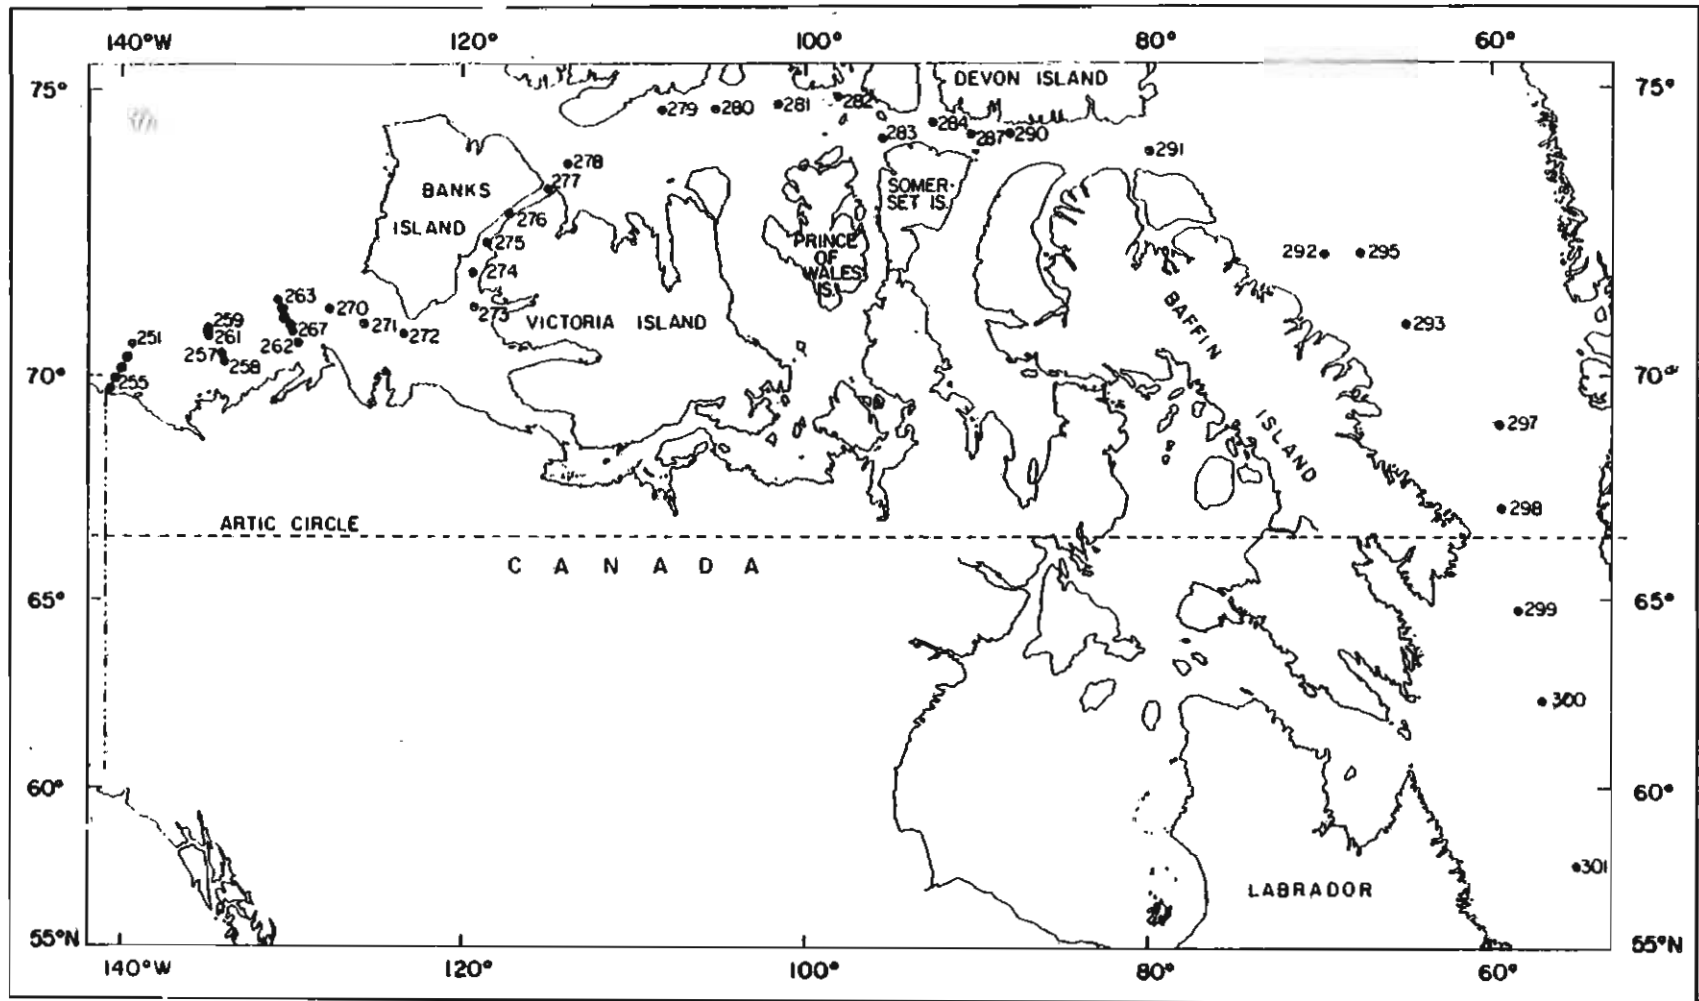 140°W 120° 100° 80° 60°
75° 75°
DEVON ISLAND
279 280 281 282
283 284 287 290
291
278
277
276
275
274
273
BANKS
ISLAND
SOMER-
SET IS.
PRINCE
OF
WALES
IS.
292 295
293
263
270
271
272
267
262
259
261
257
258
251
255
VICTORIA ISLAND
BAFFIN
ISLAND
70° 70°
297
298
ARTIC CIRCLE
CANADA
65° 65°
299
300
60° 60°
301
LABRADOR
55°N 55°N
140°W 120° 100° 80° 60°